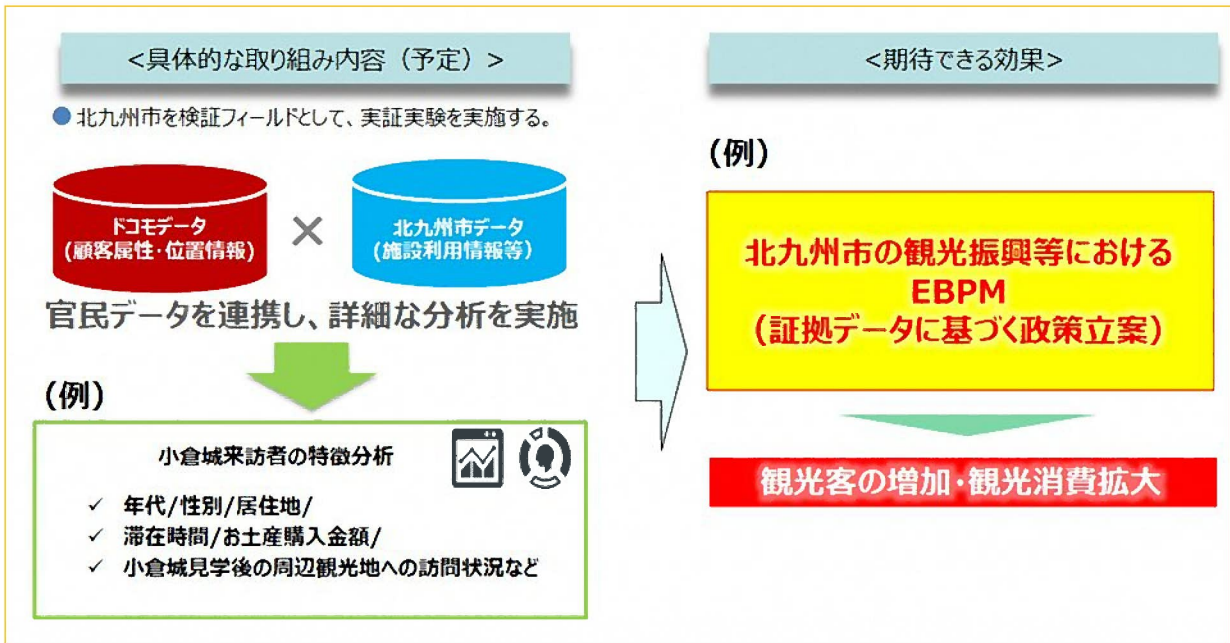 <具体的な取り組み内容（予定）>
●北九州市を検証フィールドとして、実証実験を実施する。
ドコモデータ
(顧客属性・位置情報)
×
北九州市データ
(施設利用情報等)
官民データを連携し、詳細な分析を実施
(例)
小倉城来訪者の特徴分析
✓ 年代/性別/居住地/
✓ 滞在時間/お土産購入金額/
✓ 小倉城見学後の周辺観光地への訪問状況など
<期待できる効果>
(例)
北九州市の観光振興等における
EBPM
(証拠データに基づく政策立案)
観光客の増加・観光消費拡大